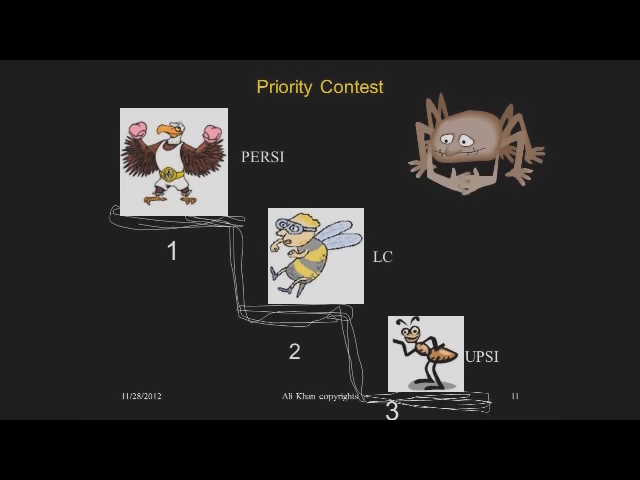 Priority Contest
PERSI
1
LC
2
UPSI
11/28/2012
Ali Khan copyrights
11
3